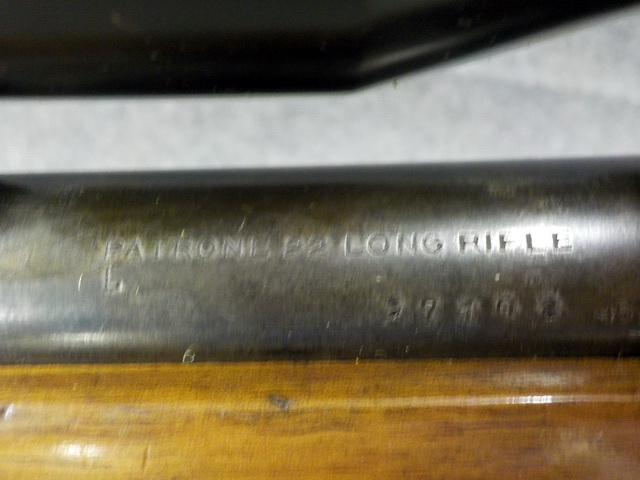 PATRONE 22 LONG RIFLE
L